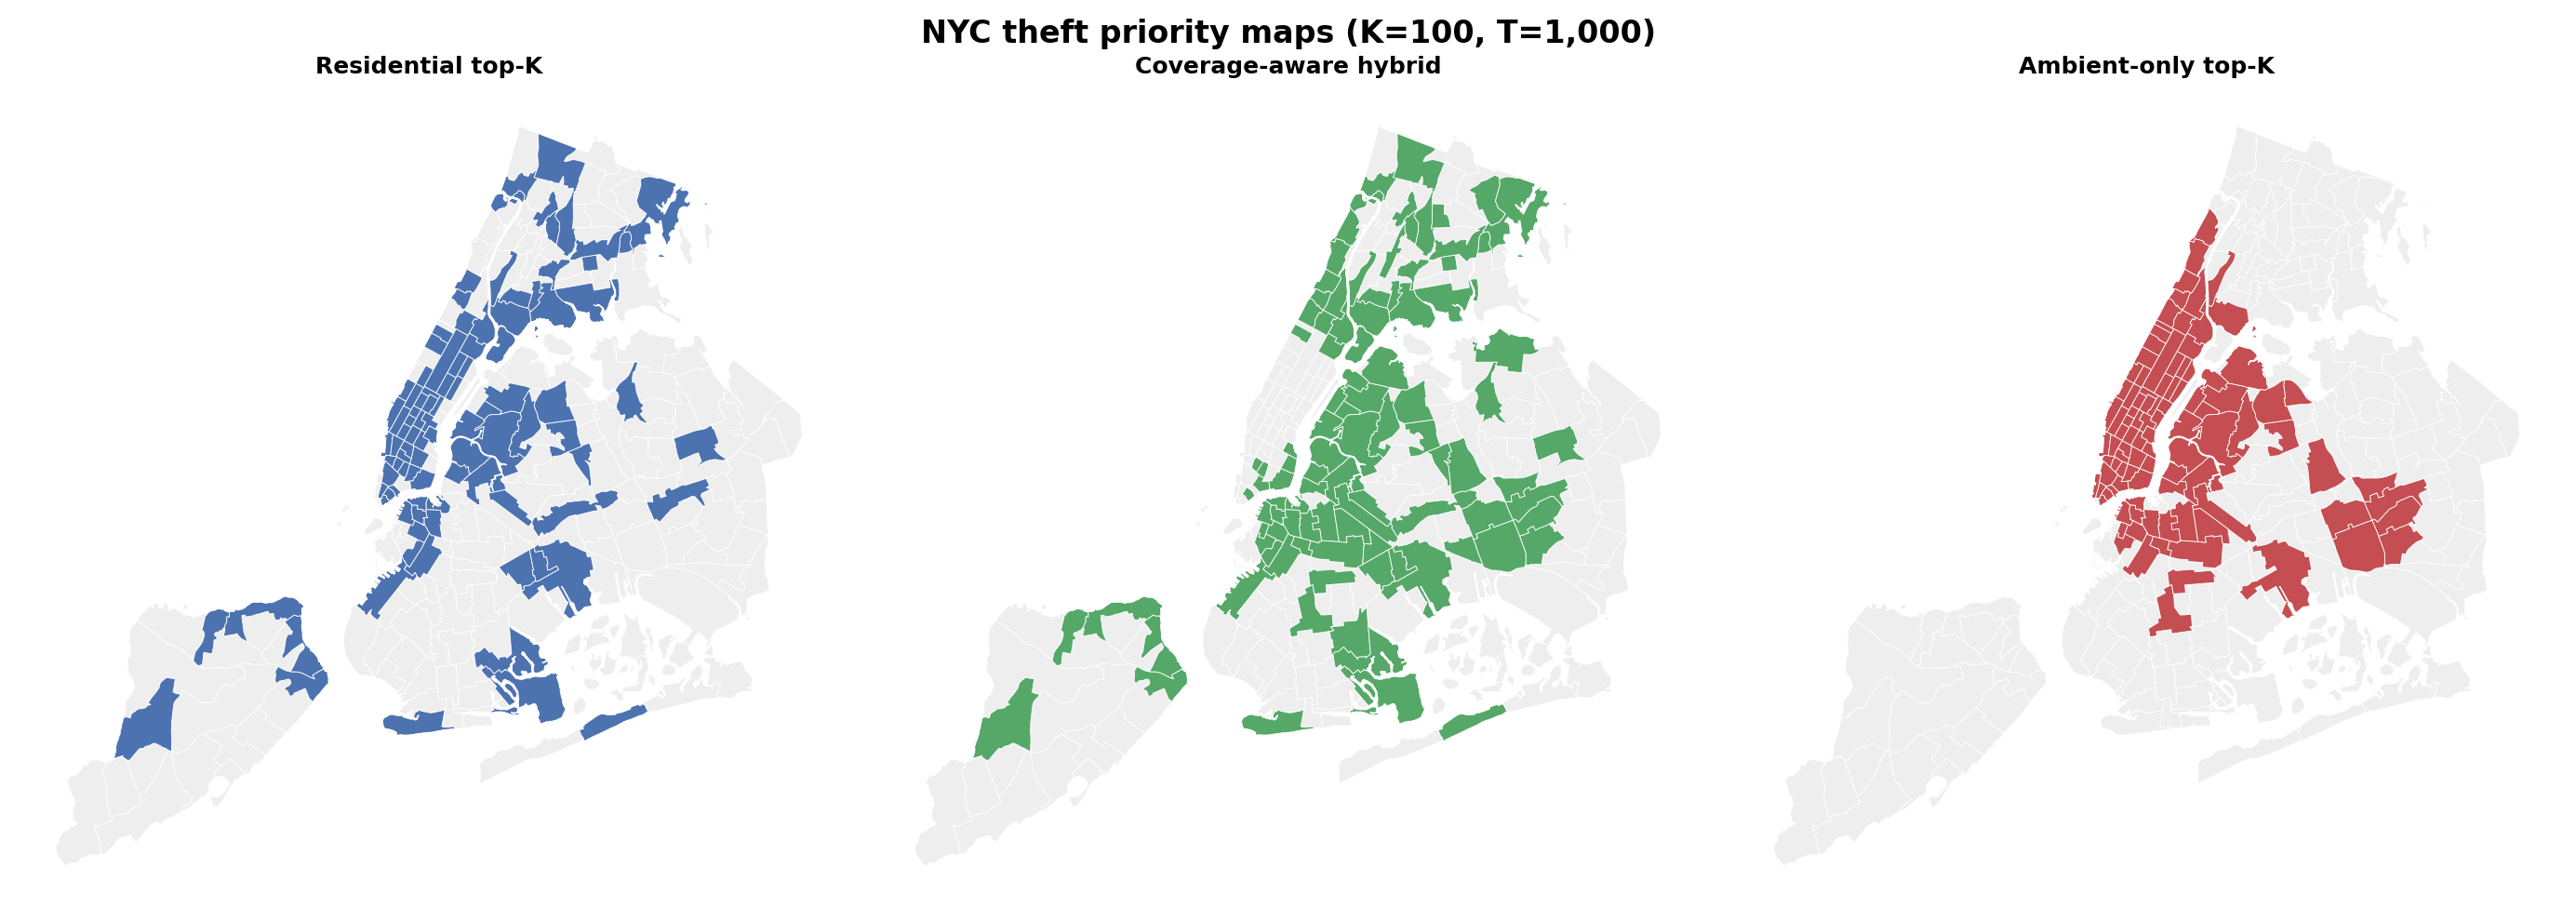 NYC theft priority maps (K=100, T=1,000)
Residential top-K
Coverage-aware hybrid
Ambient-only top-K